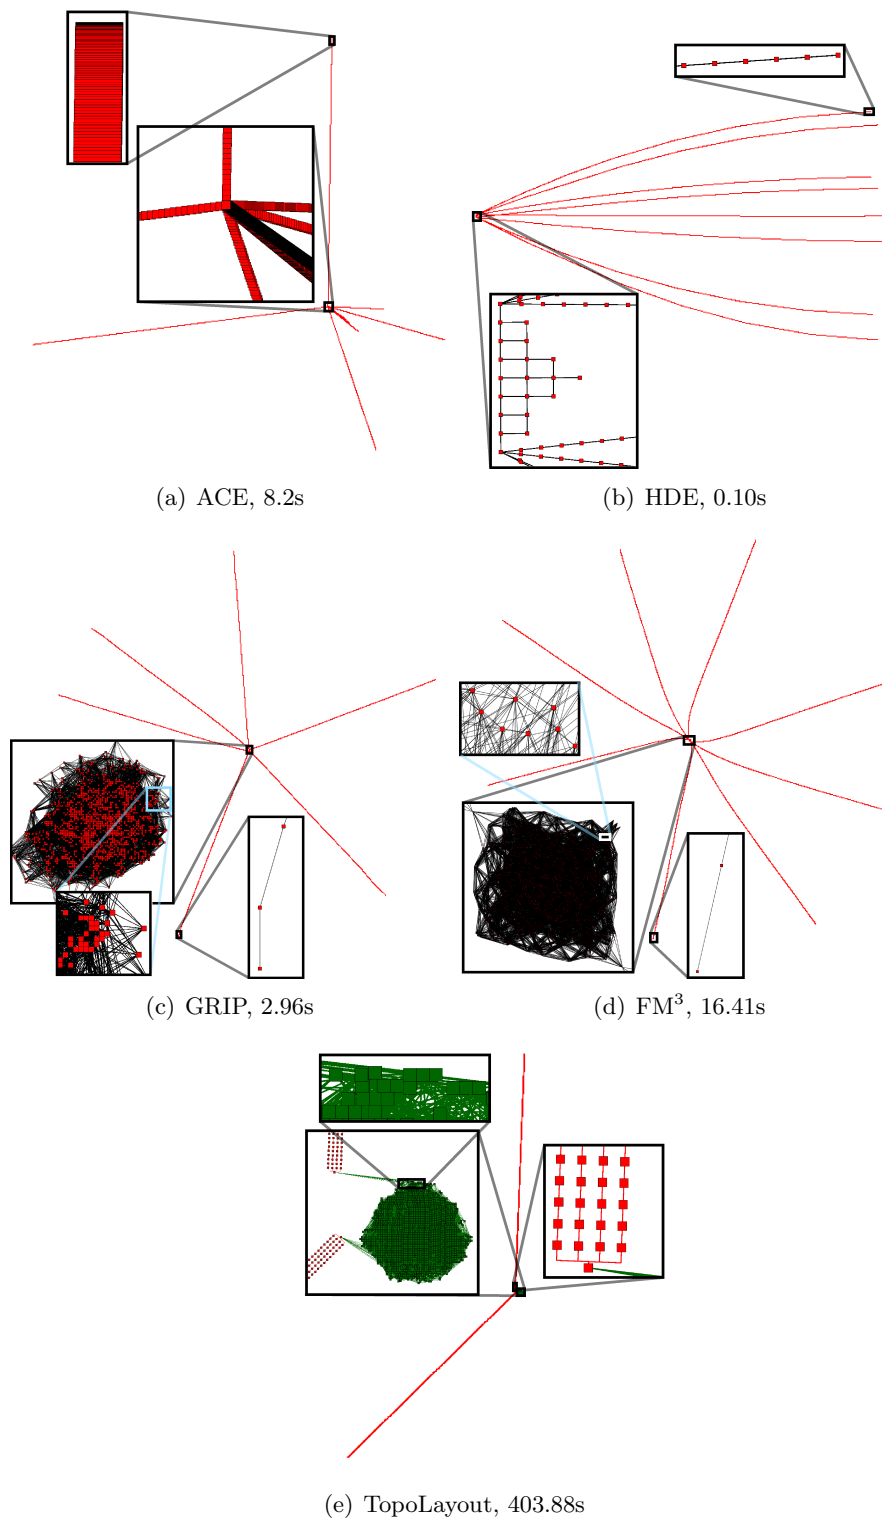 (a) ACE, 8.2s
(b) HDE, 0.10s
(c) GRIP, 2.96s
(d) FM³, 16.41s
(e) TopoLayout, 403.88s